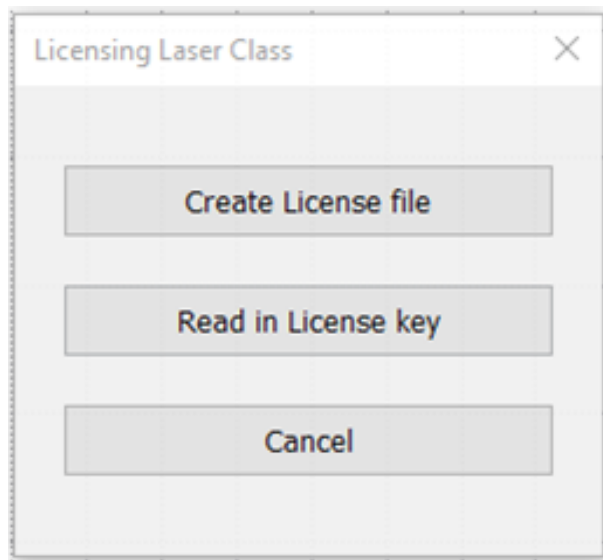 Licensing Laser Class
Create License file
Read in License key
Cancel